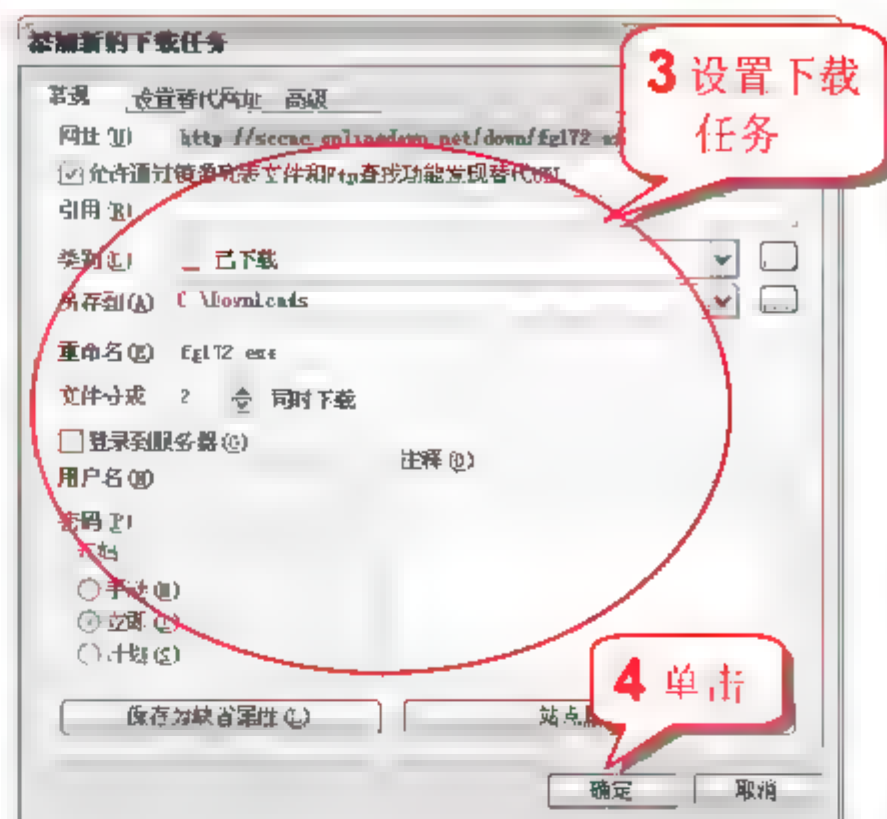 添加新的下载任务
3 设置下载
任务
常规 设置替代网址 高级
网址(U)
允许通过镜像列表文件和Ftp查找功能发现替代URL
引用(R)
类别(C) 已下载
另存到(A) C \Downloads
重命名(E) fg172 exe
文件分成 2 同时下载
登录到服务器(G)
注释(O)
用户名(N)
密码(P)
开始
手动(M)
立即
计划(S)
4 单击
保存为缺省属性(L)
站点
确定 取消